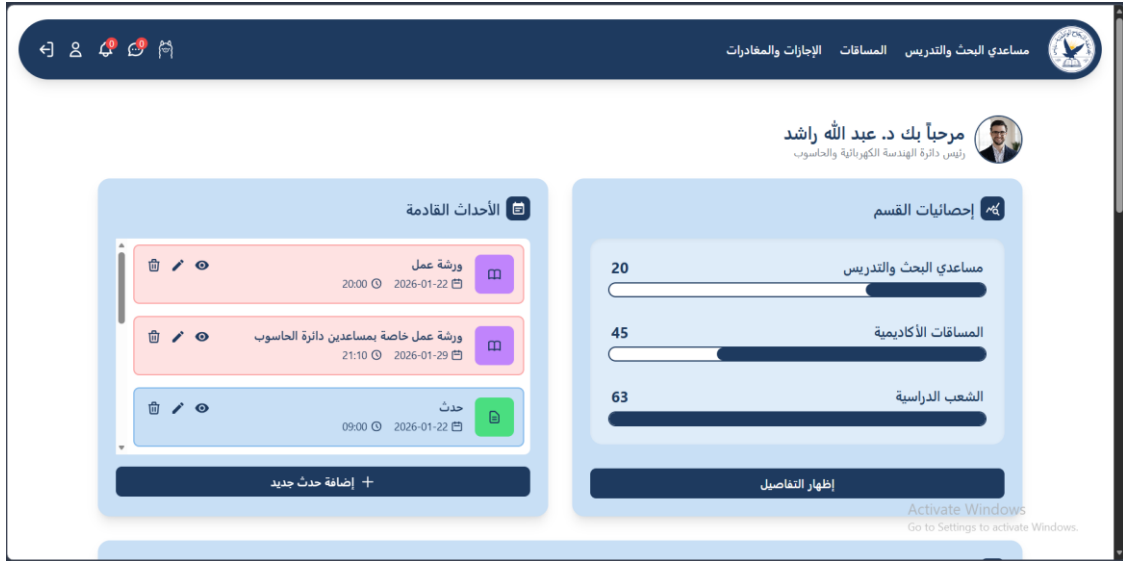 مساعدي البحث والتدريس
المساقات
الإجازات والمغادرات
0
0
مرحباً بك د. عبد الله راشد
رئيس دائرة الهندسة الكهربائية والحاسوب
إحصائيات القسم
مساعدي البحث والتدريس
20
المساقات الأكاديمية
45
الشعب الدراسية
63
إظهار التفاصيل
الأحداث القادمة
ورشة عمل
2026-01-22 20:00
ورشة عمل خاصة بمساعدين دائرة الحاسوب
2026-01-29 21:10
حدث
2026-01-22 09:00
+ إضافة حدث جديد
Activate Windows
Go to Settings to activate Windows.